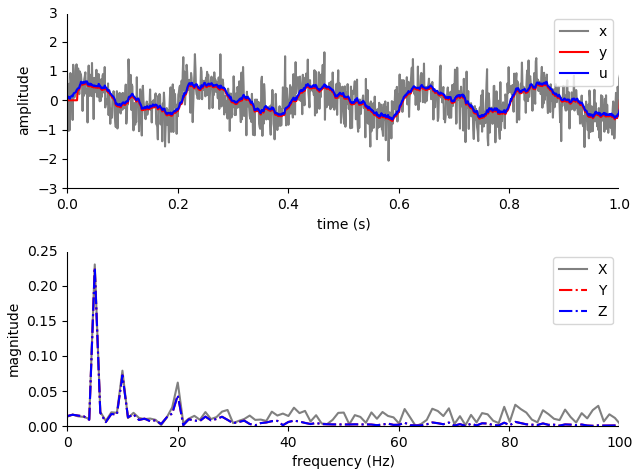 3
2
1
0
−1
−2
−3
amplitude
x
y
u
0.0 0.2 0.4 0.6 0.8 1.0
time (s)
0.25
0.20
0.15
0.10
0.05
0.00
magnitude
X
Y
Z
0 20 40 60 80 100
frequency (Hz)